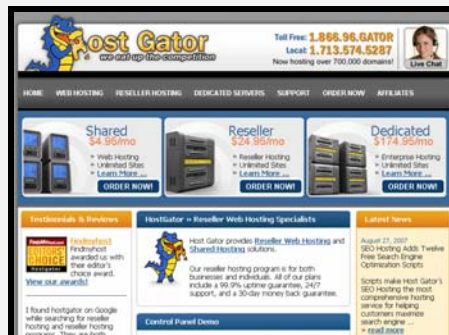 Host Gator
we eat up the competition
Toll Free: 1.866.96.GATOR
Local: 1.713.574.5287
Now hosting over 700,000 domains!
Live Chat
HOME WEB HOSTING RESELLER HOSTING DEDICATED SERVERS SUPPORT ORDER NOW AFFILIATES
Shared
$4.95/mo
» Web Hosting
» Unlimited Sites
» Learn More ...
ORDER NOW!
Reseller
$24.95/mo
» Reseller Hosting
» Unlimited Sites
» Learn More ...
ORDER NOW!
Dedicated
$174.95/mo
» Enterprise Hosting
» Unlimited Sites
» Learn More ...
ORDER NOW!
Testimonials & Reviews
EDITORS'
CHOICE
Hostgator
Findmyhost
Findmyhost
awarded us with
their editor's
choice award.
View our awards!
I found hostgator on Google
while searching for reseller
hosting and reseller hosting
programs. They are both
HostGator » Reseller Web Hosting Specialists
Host Gator provides Reseller Web Hosting and
Shared Hosting solutions.
Our reseller hosting program is for both
businesses and individuals. All of our plans
include a 99.9% uptime guarantee, 24/7
support, and a 30-day money back guarantee.
Control Panel Demo
Latest News
August 27, 2007
SEO Hosting Adds Twelve
Free Search Engine
Optimization Scripts
Scripts make Host Gator's
SEO Hosting the most
comprehensive hosting
service for helping
customers maximize
search engine ...
» read more